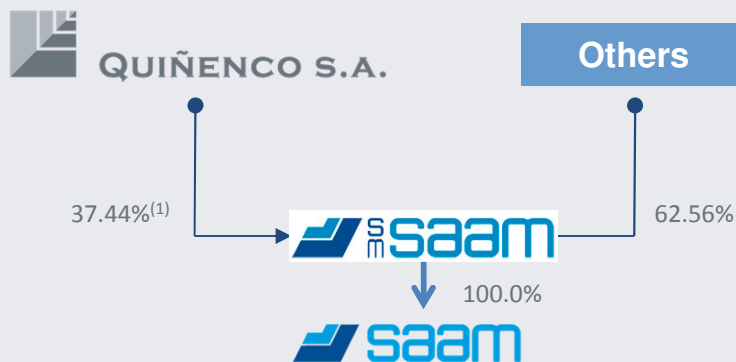 QUIÑENCO S.A.
Others
37.44%(1)
62.56%
SM saam
100.0%
saam